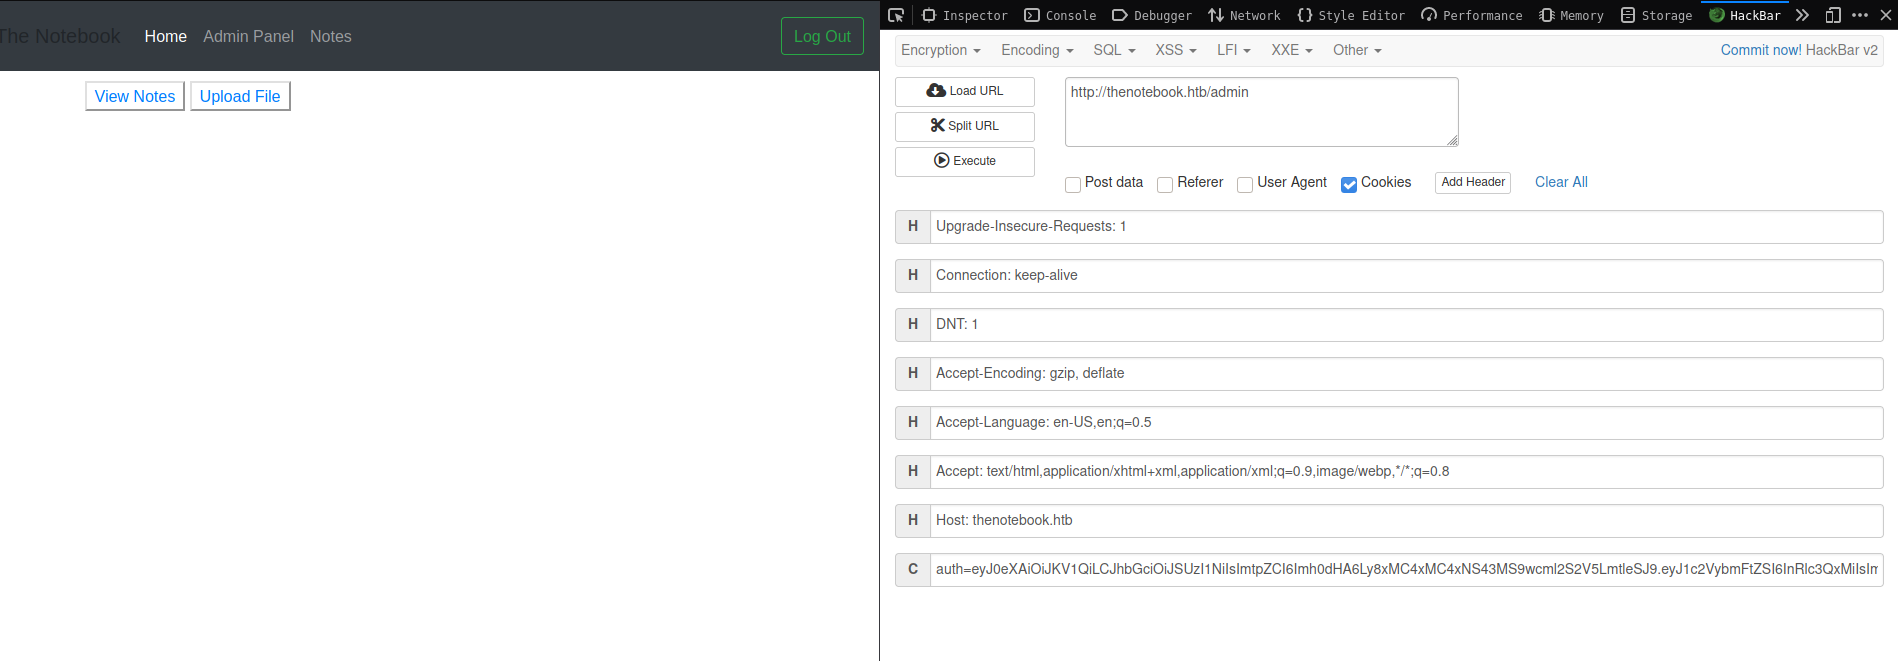 The Notebook Home Admin Panel Notes Log Out
View Notes Upload File
Inspector Console Debugger Network Style Editor Performance Memory Storage HackBar
Encryption Encoding SQL XSS LFI XXE Other Commit now! HackBar v2
Load URL
Split URL
Execute
http://thenotebook.htb/admin
Post data Referer User Agent Cookies Add Header Clear All
H Upgrade-Insecure-Requests: 1
H Connection: keep-alive
H DNT: 1
H Accept-Encoding: gzip, deflate
H Accept-Language: en-US,en;q=0.5
H Accept: text/html,application/xhtml+xml,application/xml;q=0.9,image/webp,*/*;q=0.8
H Host: thenotebook.htb
C auth=eyJ0eXAiOiJKV1QiLCJhbGciOiJSUzI1NiIsImtpZCI6Imh0dHA6Ly8xMC4xMC4xNS43MS9wcml2S2V5LmtleSJ9.eyJ1c2VybmFtZSI6InRlc3QxMiIsIm